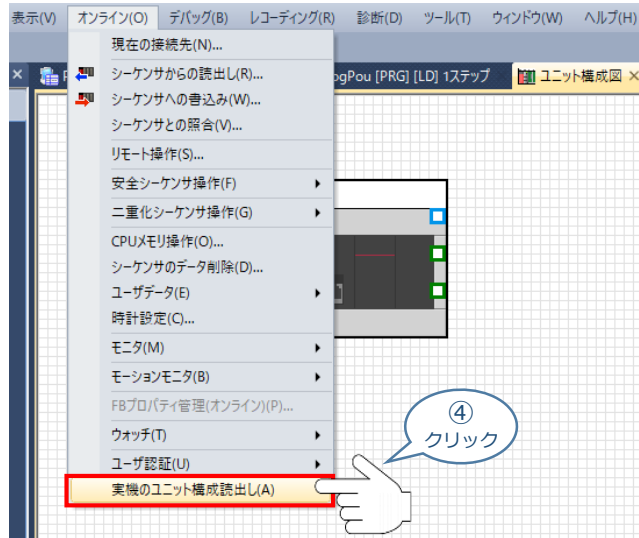 表示(V) オンライン(O) デバッグ(B) レコーディング(R) 診断(D) ツール(T) ウィンドウ(W) ヘルプ(H)
現在の接続先(N)...
シーケンサからの読出し(R)...
ogPou [PRG] [LD] 1ステップ ユニット構成図
シーケンサへの書込み(W)...
シーケンサとの照合(V)...
リモート操作(S)...
安全シーケンサ操作(F)
二重化シーケンサ操作(G)
CPUメモリ操作(O)...
シーケンサのデータ削除(D)...
ユーザデータ(E)
時計設定(C)...
モニタ(M)
モーションモニタ(B)
FBプロパティ管理(オンライン)(P)...
ウォッチ(T)
ユーザ認証(U)
実機のユニット構成読出し(A)
④
クリック